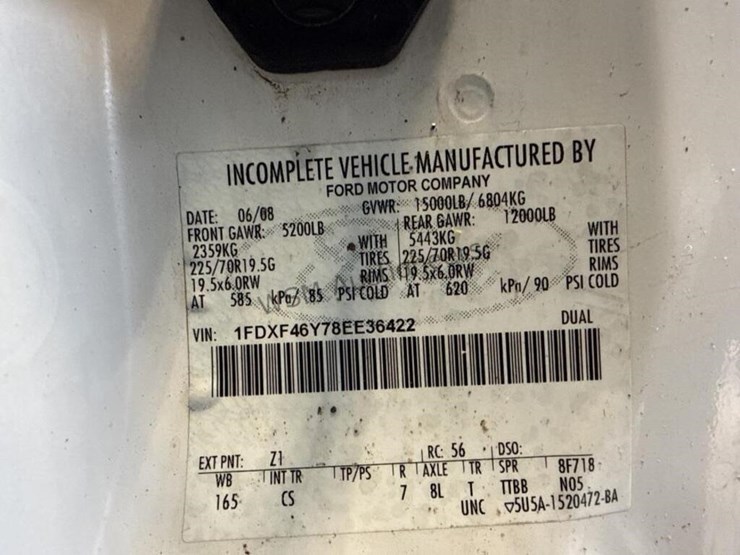 INCOMPLETE VEHICLE MANUFACTURED BY
FORD MOTOR COMPANY
DATE: 06/08 GVWR: 15000LB/ 6804KG
FRONT GAWR: 5200LB REAR GAWR: 12000LB
2359KG WITH 5443KG WITH
225/70R19.5G TIRES 225/70R19.5G TIRES
19.5x6.0RW RIMS 19.5x6.0RW RIMS
AT 585 kPa/ 85 PSI COLD AT 620 kPa/ 90 PSI COLD
VIN: 1FDXF46Y78EE36422 DUAL
EXT PNT: Z1 RC: 56 DSO:
WB INT TR TP/PS R AXLE TR SPR 8F718
165 CS 7 8L T TTBB N05
UNC 5U5A-1520472-BA